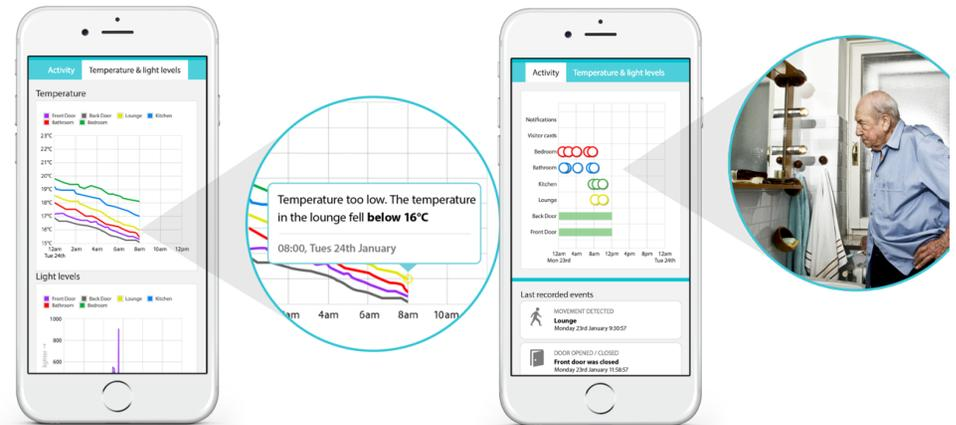 Activity Temperature & light levels
Temperature
Front Door Back Door Lounge Kitchen
Bathroom Bedroom
23°C
22°C
21°C
20°C
19°C
18°C
17°C
16°C
15°C
12am 2am 4am 6am 8am 10am 12pm
Tue 24th
Light levels
Front Door Back Door Lounge Kitchen
Bathroom Bedroom
1000
800
600
lighter →
Temperature too low. The temperature
in the lounge fell below 16°C
08:00, Tues 24th January
am 4am 6am 8am 10am
Activity Temperature & light levels
Notifications
Visitor cards
Bedroom
Bathroom
Kitchen
Lounge
Back Door
Front Door
12am 4am 8am 12pm 4pm 8pm 12am
Mon 23rd Tue 24th
Last recorded events
MOVEMENT DETECTED
Lounge
Monday 23rd January 9:30:57
DOOR OPENED / CLOSED
Front door was closed
Monday 23rd January 11:58:57